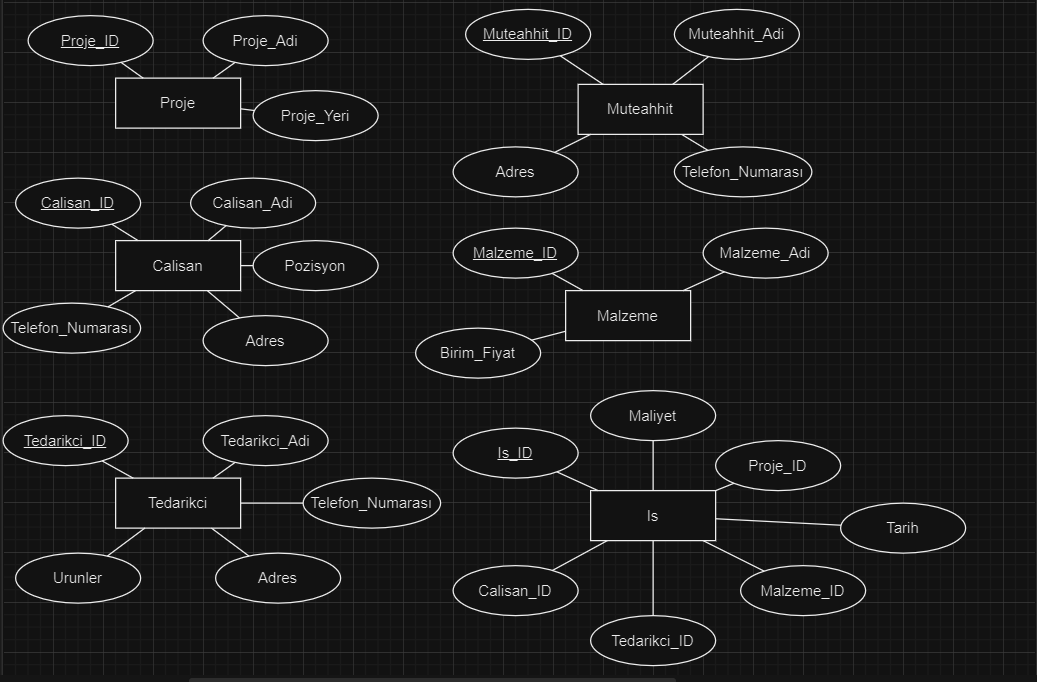 Proje_ID
Proje_Adi
Proje
Proje_Yeri
Muteahhit_ID
Muteahhit_Adi
Muteahhit
Adres
Telefon_Numarası
Calisan_ID
Calisan_Adi
Calisan
Pozisyon
Telefon_Numarası
Adres
Malzeme_ID
Malzeme_Adi
Malzeme
Birim_Fiyat
Tedarikci_ID
Tedarikci_Adi
Tedarikci
Telefon_Numarası
Urunler
Adres
Maliyet
Is_ID
Proje_ID
Is
Tarih
Calisan_ID
Malzeme_ID
Tedarikci_ID